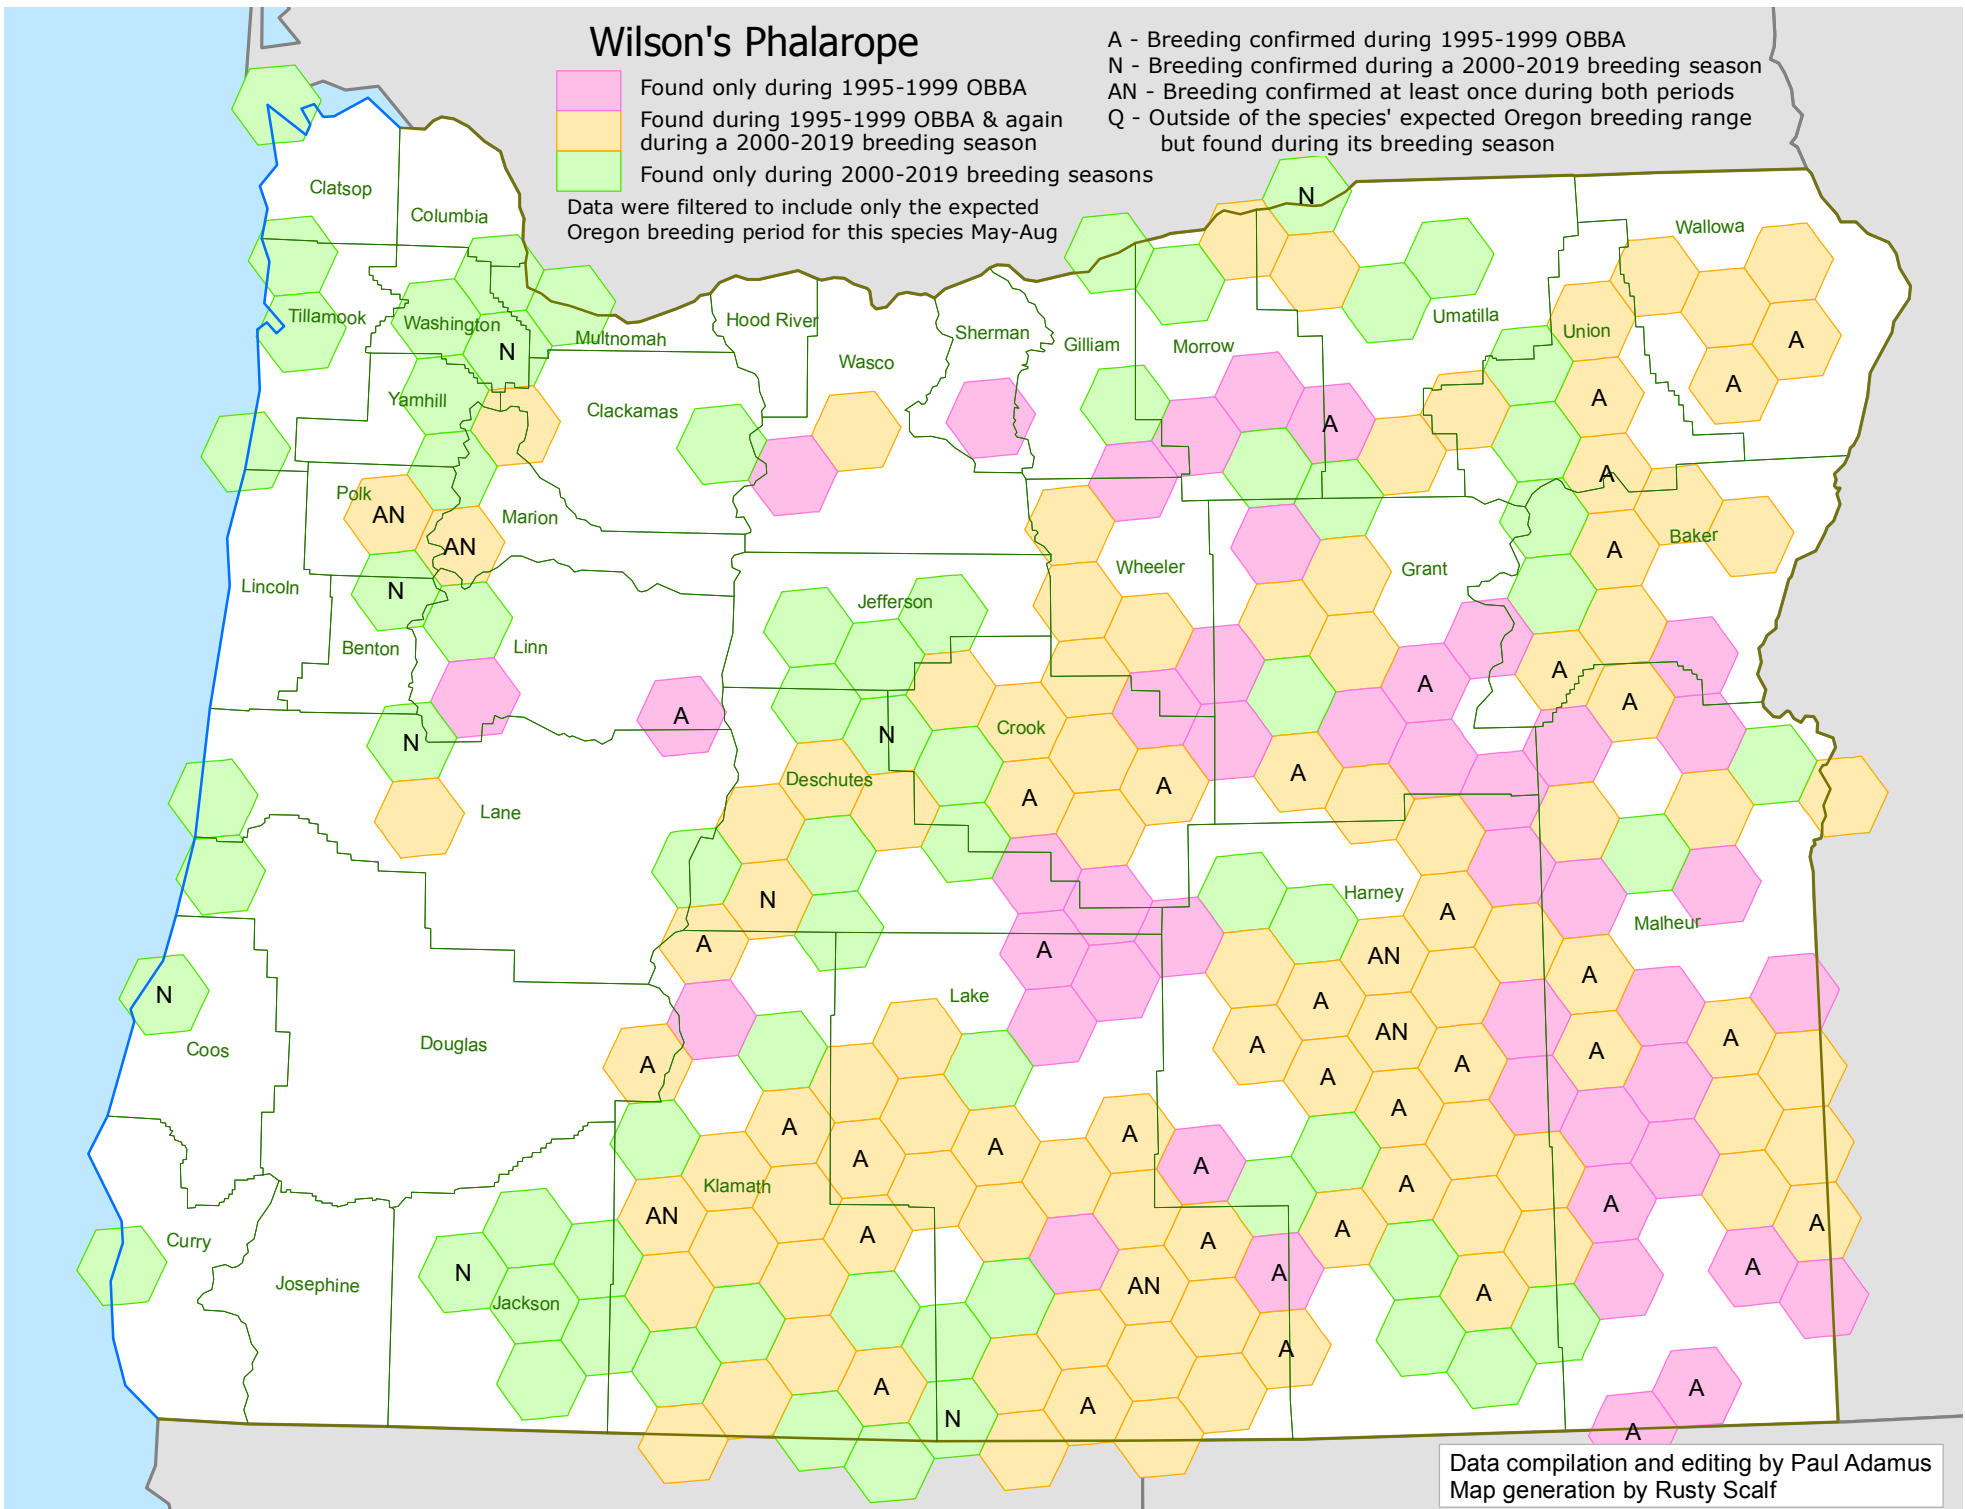 Wilson's Phalarope
Found only during 1995-1999 OBBA
Found during 1995-1999 OBBA & again
during a 2000-2019 breeding season
Found only during 2000-2019 breeding seasons
Data were filtered to include only the expected
Oregon breeding period for this species May-Aug
A - Breeding confirmed during 1995-1999 OBBA
N - Breeding confirmed during a 2000-2019 breeding season
AN - Breeding confirmed at least once during both periods
Q - Outside of the species' expected Oregon breeding range
but found during its breeding season
Clatsop
Columbia
N
Wallowa
Tillamook
Washington
Multnomah
Hood River
Sherman
Gilliam
Morrow
Umatilla
Union
A
N
Wasco
A
Yamhill
Clackamas
A
A
Polk
AN
Marion
A
AN
Wheeler
Grant
A
Baker
Lincoln
N
Jefferson
Benton
Linn
A
A
A
A
N
N
Crook
Deschutes
A
A
A
Lane
N
Harney
A
Malheur
A
A
AN
A
N
Lake
A
Coos
Douglas
A
A
AN
A
A
A
A
A
A
A
A
A
A
A
Klamath
A
A
AN
A
A
A
A
A
Curry
N
Josephine
Jackson
AN
A
A
A
A
A
A
N
A
A
Data compilation and editing by Paul Adamus
Map generation by Rusty Scalf